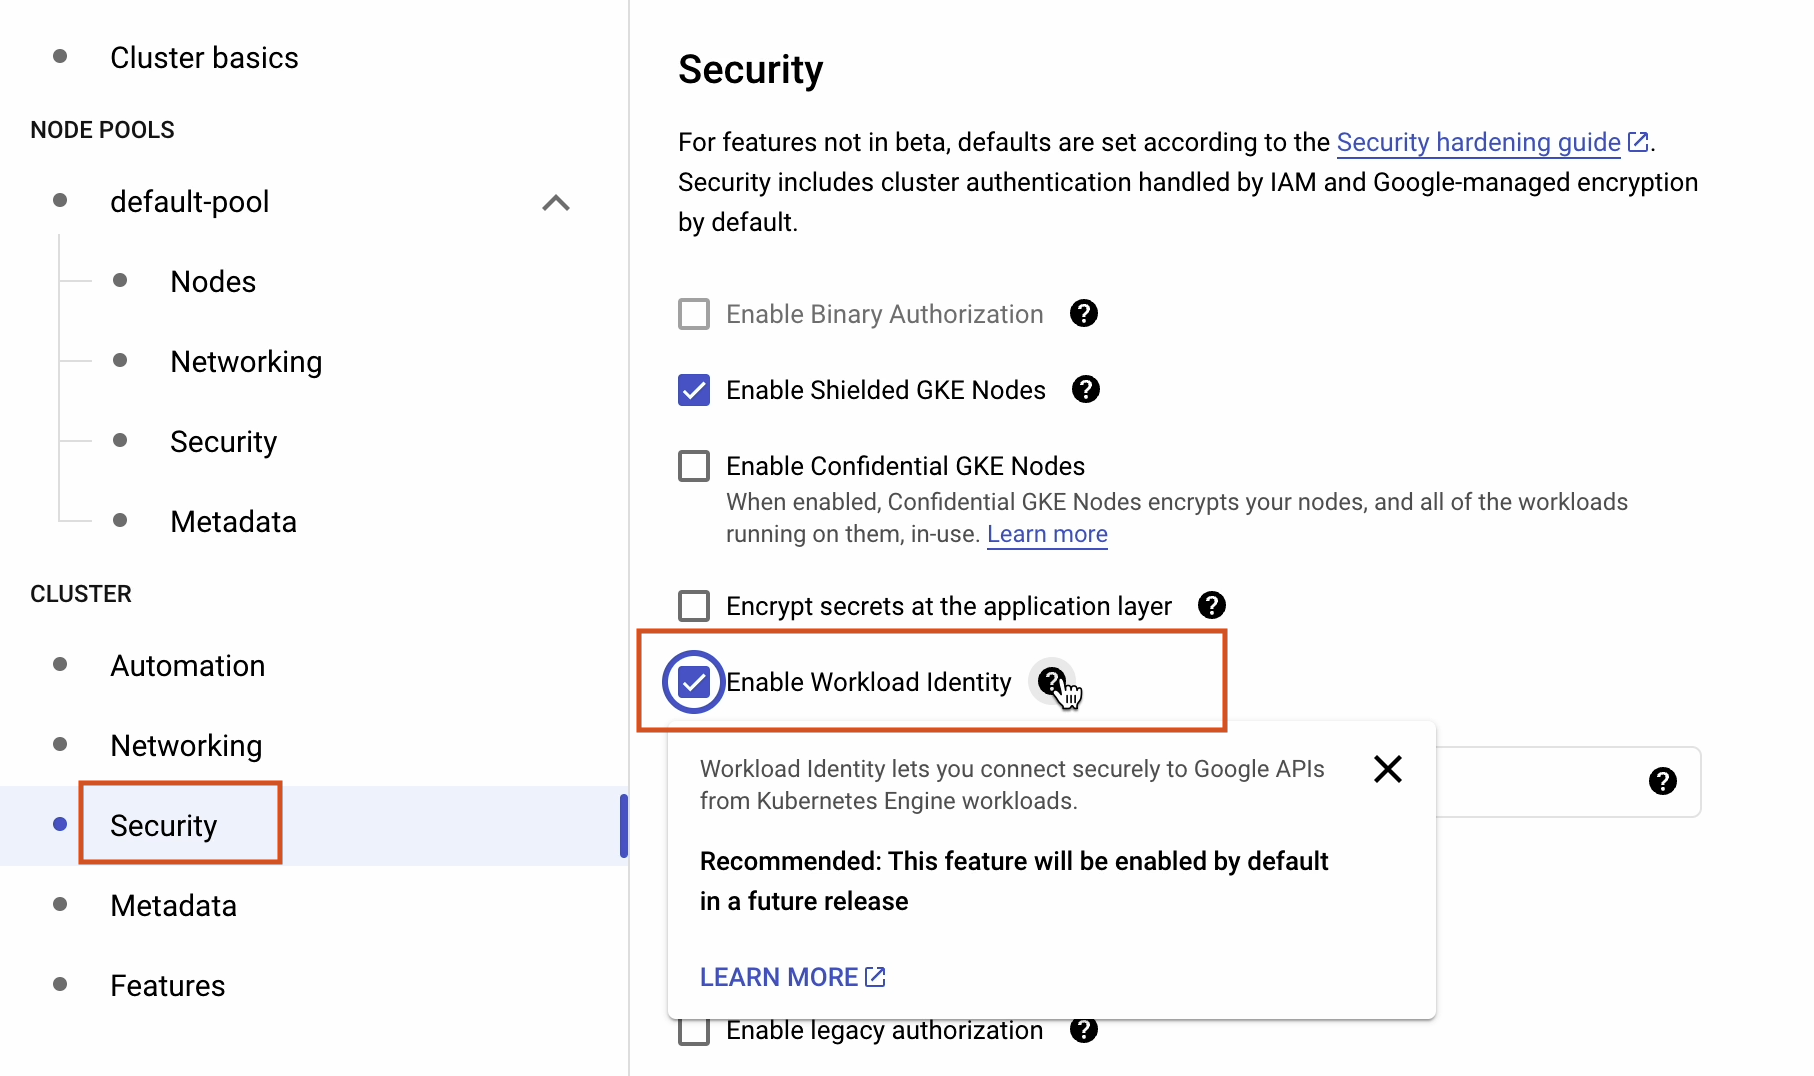 Cluster basics
NODE POOLS
default-pool
Nodes
Networking
Security
Metadata
CLUSTER
Automation
Networking
Security
Metadata
Features
Security
For features not in beta, defaults are set according to the Security hardening guide.
Security includes cluster authentication handled by IAM and Google-managed encryption
by default.
Enable Binary Authorization ?
Enable Shielded GKE Nodes ?
Enable Confidential GKE Nodes
When enabled, Confidential GKE Nodes encrypts your nodes, and all of the workloads
running on them, in-use. Learn more
Encrypt secrets at the application layer ?
Enable Workload Identity ?
Workload Identity lets you connect securely to Google APIs
from Kubernetes Engine workloads.
?
Recommended: This feature will be enabled by default
in a future release
LEARN MORE
Enable legacy authorization ?